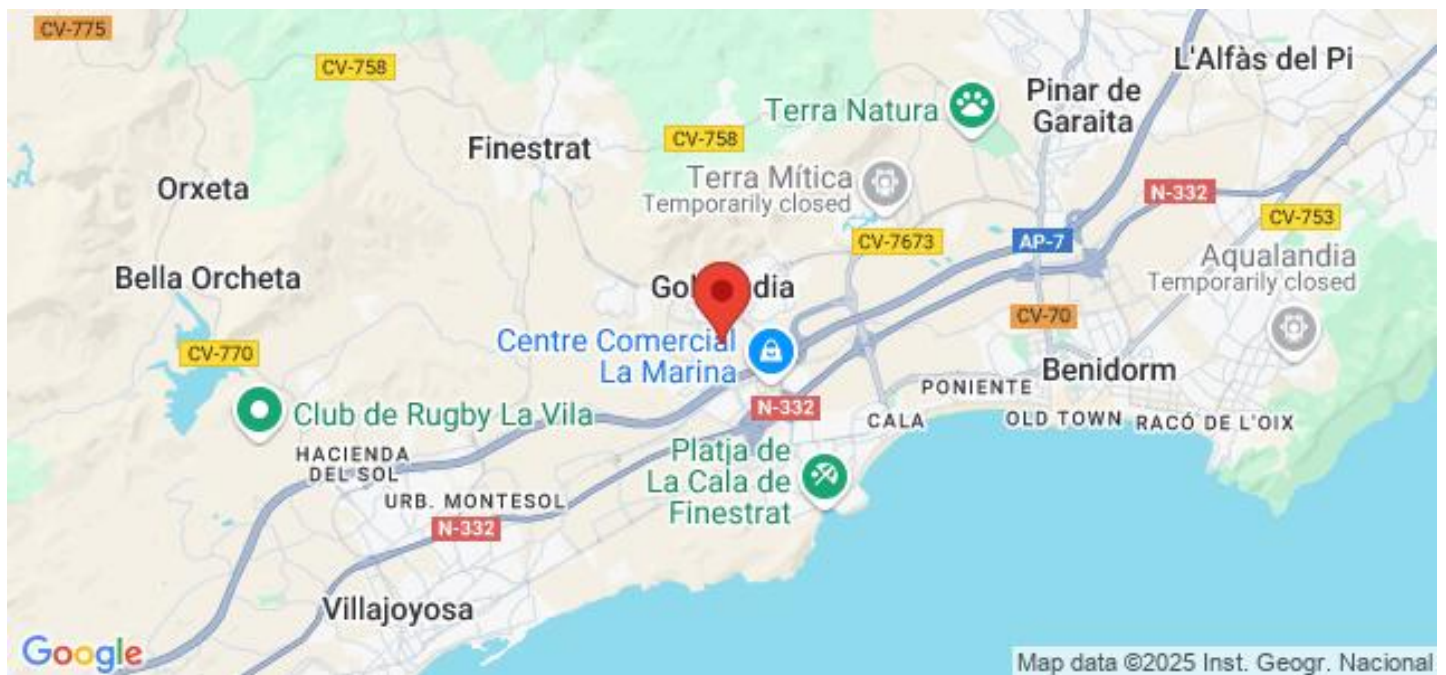 CV-775
CV-758
L'Alfàs del Pi
Pinar de
Garaita
Terra Natura
CV-758
Finestrat
Orxeta
Terra Mítica
Temporarily closed
N-332
CV-753
CV-7673
AP-7
Aqualandia
Temporarily closed
Bella Orcheta
Gol dia
CV-70
Centre Comercial
La Marina
CV-770
Benidorm
PONIENTE
N-332
CALA
OLD TOWN
RACÓ DE L'OIX
Club de Rugby La Vila
HACIENDA
DEL SOL
Platja de
La Cala de
Finestrat
URB. MONTESOL
N-332
Villajoyosa
Google
Map data ©2025 Inst. Geogr. Nacional